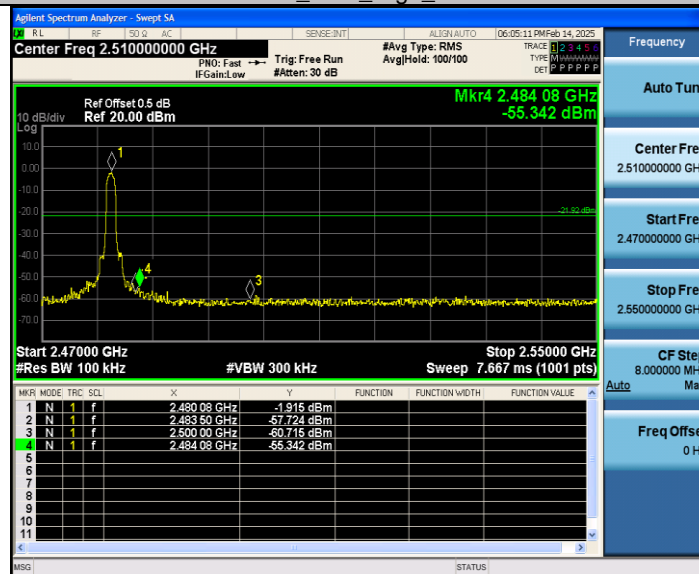 Agilent Spectrum Analyzer - Swept SA
RL RF 50 Ω AC SENSE:INT ALIGN AUTO 06:05:11 PM Feb 14, 2025
Center Freq 2.510000000 GHz
PNO: Fast Trig: Free Run #Avg Type: RMS TRACE 1 2 3 4 5 6
IFGain:Low #Atten: 30 dB Avg|Hold: 100/100 TYPE M WWWWW
DET P P P P P P
Ref Offset 0.5 dB
10 dB/div Ref 20.00 dBm
Mkr4 2.484 08 GHz
-55.342 dBm
Log
10.0
0.00
-10.0
-20.0
-30.0
-40.0
-50.0
-60.0
-70.0
1
4
3
-21.92 dBm
Start 2.47000 GHz Stop 2.55000 GHz
#Res BW 100 kHz #VBW 300 kHz Sweep 7.667 ms (1001 pts)
MKR MODE TRC SCL X Y FUNCTION FUNCTION WIDTH FUNCTION VALUE
1 N 1 f 2.480 08 GHz -1.915 dBm
2 N 1 f 2.483 50 GHz -57.724 dBm
3 N 1 f 2.500 00 GHz -60.715 dBm
4 N 1 f 2.484 08 GHz -55.342 dBm
5
6
7
8
9
10
11
MSG STATUS
Frequency
Auto Tun
Center Fre
2.510000000 GH
Start Fre
2.470000000 GH
Stop Fre
2.550000000 GH
CF Ste
8.000000 MH
Auto Ma
Freq Offse
0 H